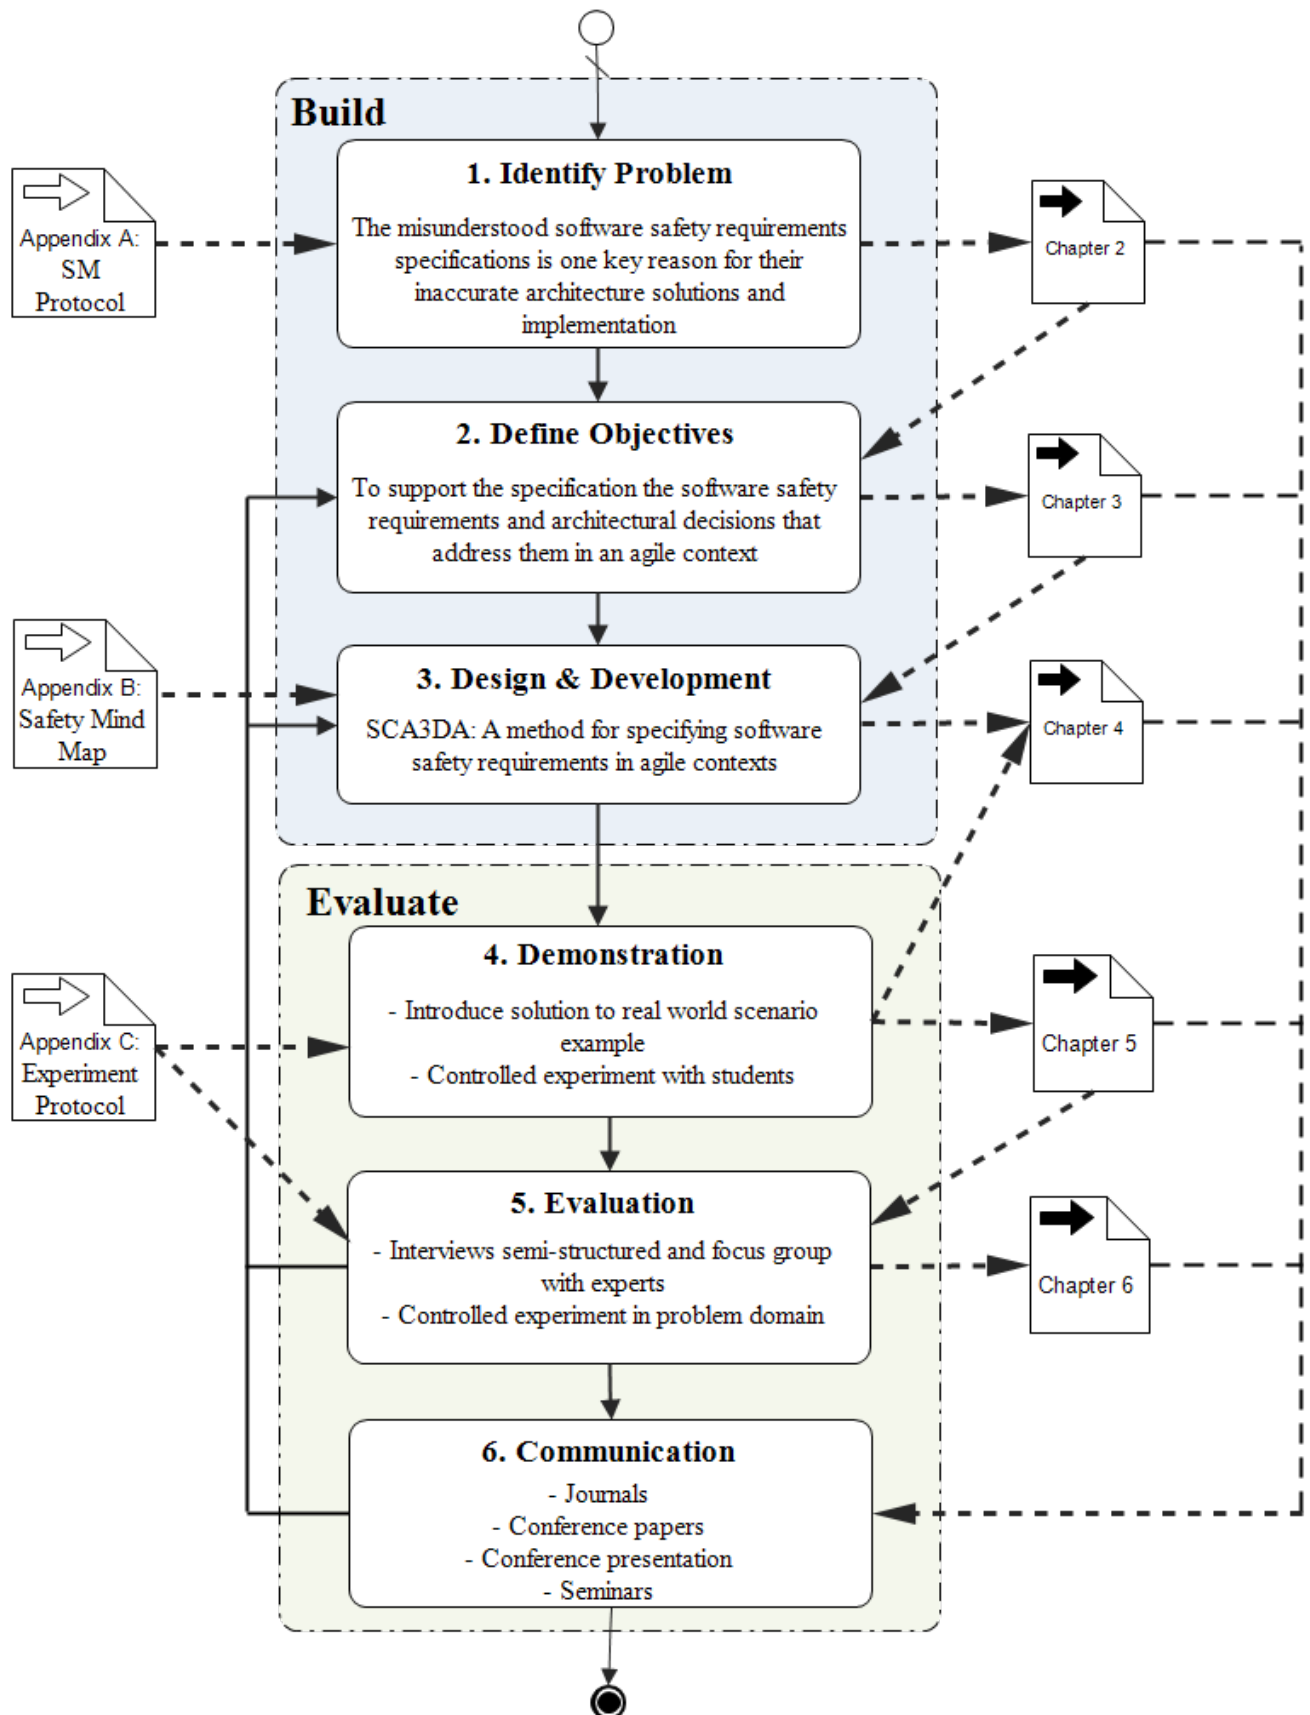 Build
1. Identify Problem
The misunderstood software safety requirements
specifications is one key reason for their
inaccurate architecture solutions and
implementation
Appendix A:
SM
Protocol
Chapter 2
2. Define Objectives
To support the specification the software safety
requirements and architectural decisions that
address them in an agile context
Chapter 3
3. Design & Development
SCA3DA: A method for specifying software
safety requirements in agile contexts
Appendix B:
Safety Mind
Map
Chapter 4
Evaluate
4. Demonstration
- Introduce solution to real world scenario
example
- Controlled experiment with students
Appendix C:
Experiment
Protocol
Chapter 5
5. Evaluation
- Interviews semi-structured and focus group
with experts
- Controlled experiment in problem domain
Chapter 6
6. Communication
- Journals
- Conference papers
- Conference presentation
- Seminars